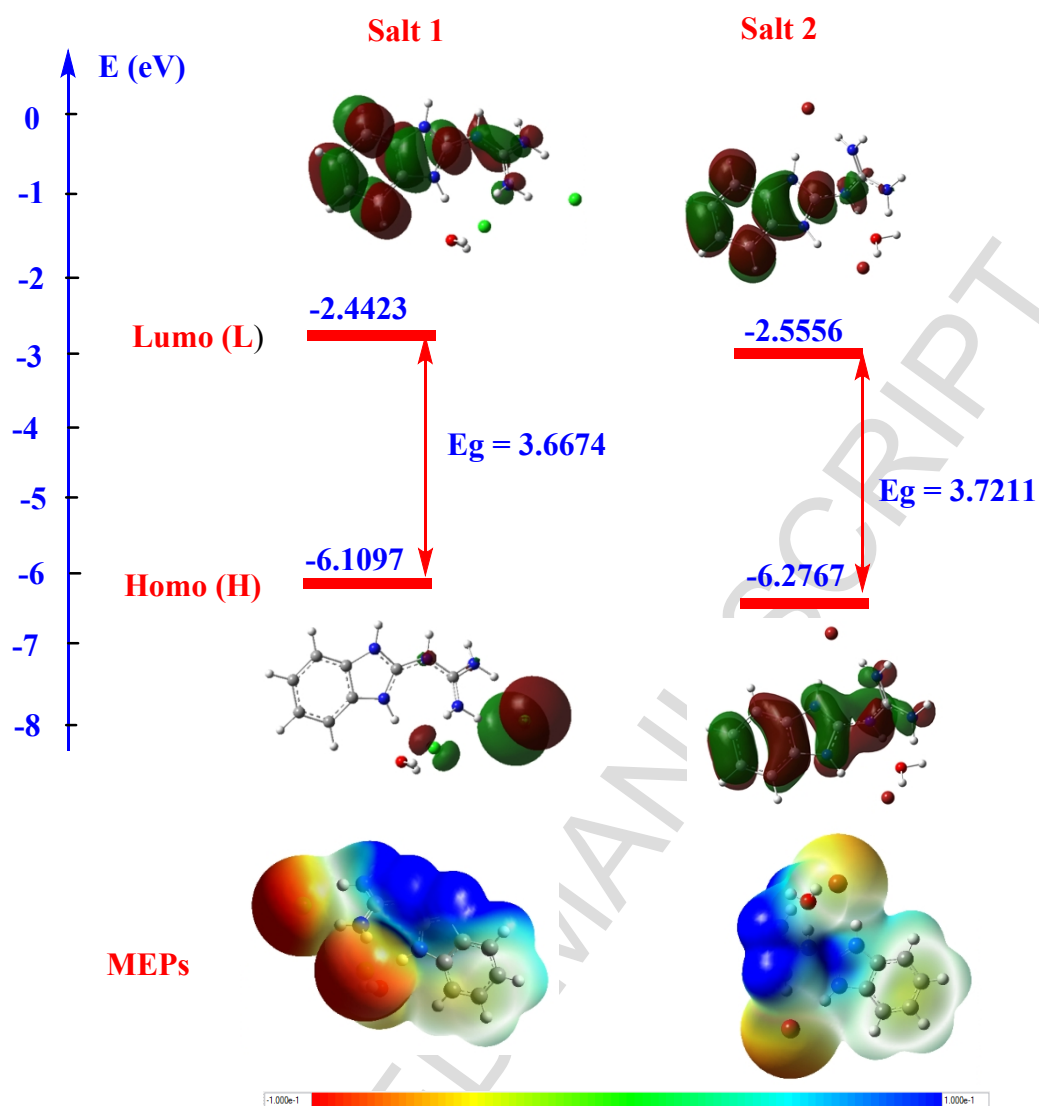 Salt 1
Salt 2
E (eV)
0
-1
-2
-2.4423
-2.5556
Lumo (L)
-3
-4
Eg = 3.6674
Eg = 3.7211
-5
-6.1097
-6.2767
-6
Homo (H)
-7
-8
MEPs
-1.000e-1
1.000e-1